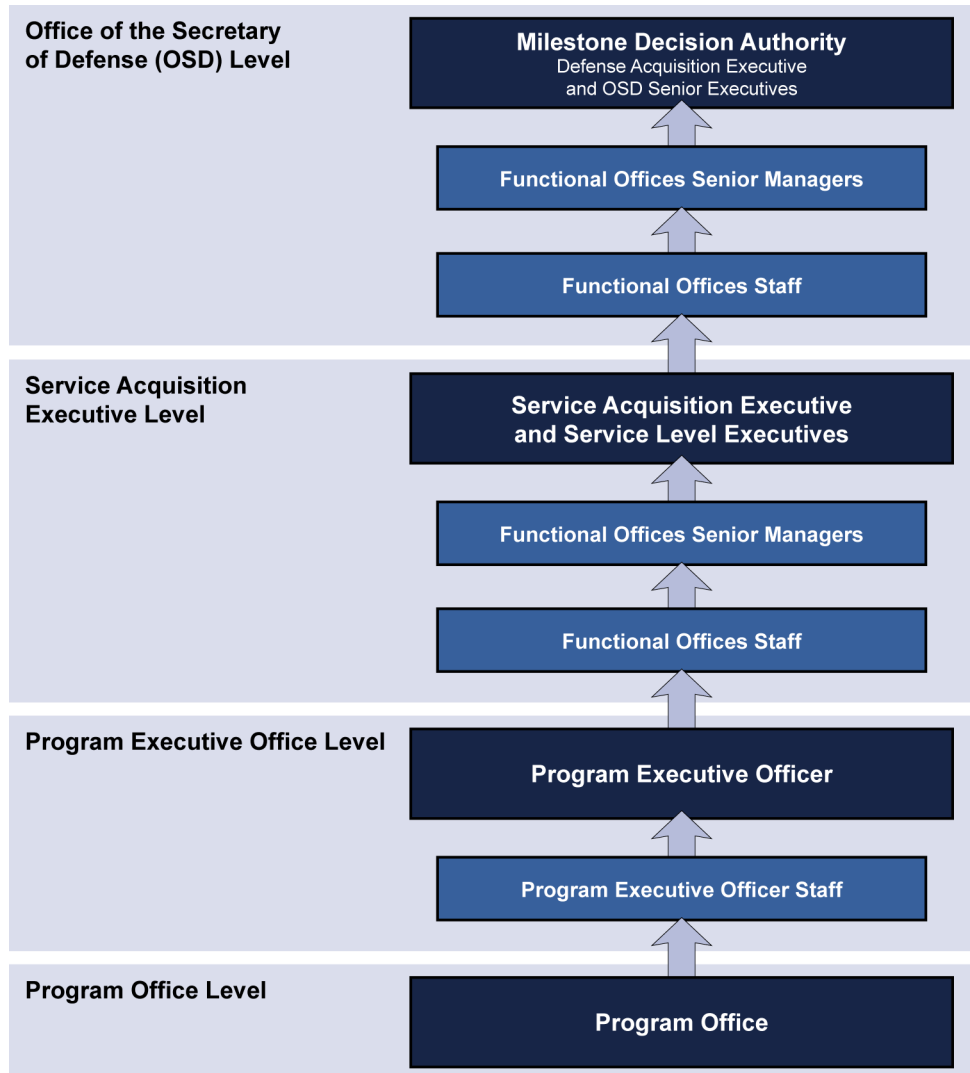 Office of the Secretary
of Defense (OSD) Level
Milestone Decision Authority
Defense Acquisition Executive
and OSD Senior Executives
Functional Offices Senior Managers
Functional Offices Staff
Service Acquisition
Executive Level
Service Acquisition Executive
and Service Level Executives
Functional Offices Senior Managers
Functional Offices Staff
Program Executive Office Level
Program Executive Officer
Program Executive Officer Staff
Program Office Level
Program Office